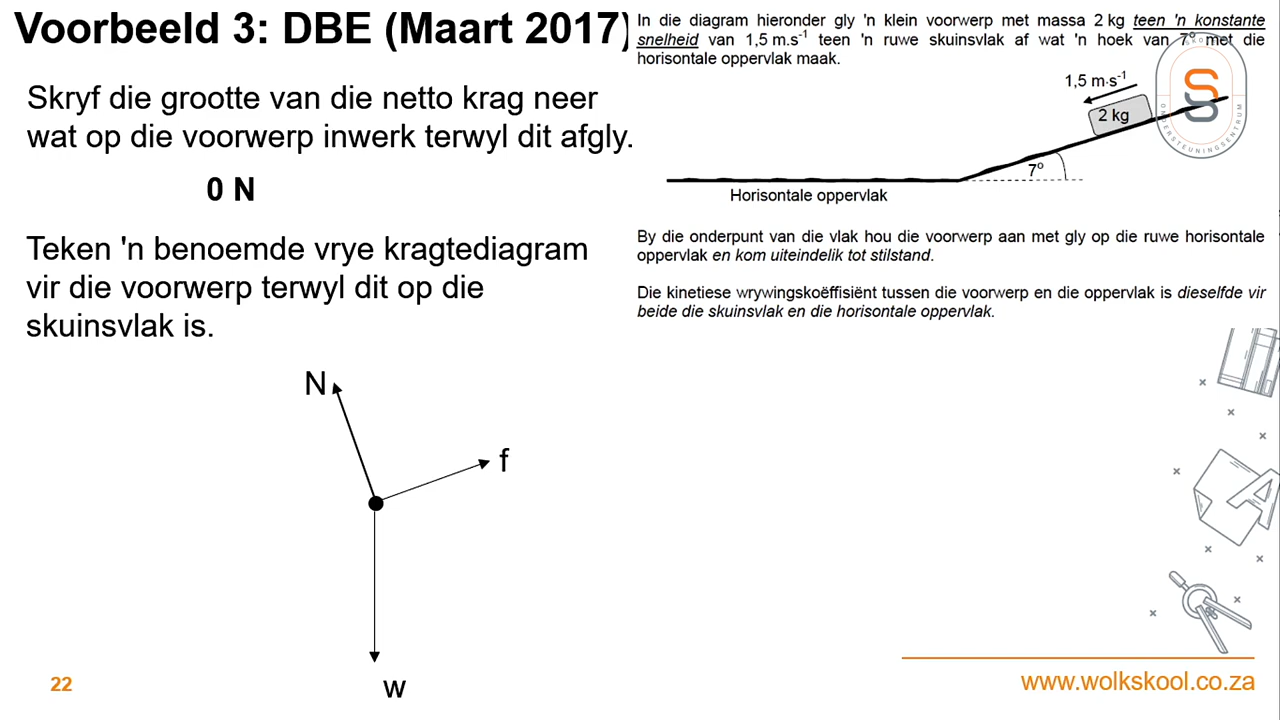 Voorbeeld 3: DBE (Maart 2017)
Skryf die grootte van die netto krag neer
wat op die voorwerp inwerk terwyl dit afgly.
0 N
Teken 'n benoemde vrye kragtediagram
vir die voorwerp terwyl dit op die
skuinsvlak is.
N
f
w
In die diagram hieronder gly 'n klein voorwerp met massa 2 kg teen 'n konstante
snelheid van 1,5 m.s⁻¹ teen 'n ruwe skuinsvlak af wat 'n hoek van 7º met die
horisontale oppervlak maak.
1,5 m·s⁻¹
2 kg
7º
Horisontale oppervlak
By die onderpunt van die vlak hou die voorwerp aan met gly op die ruwe horisontale
oppervlak en kom uiteindelik tot stilstand.
Die kinetiese wrywingskoëffisiënt tussen die voorwerp en die oppervlak is dieselfde vir
beide die skuinsvlak en die horisontale oppervlak.
22
www.wolkskool.co.za